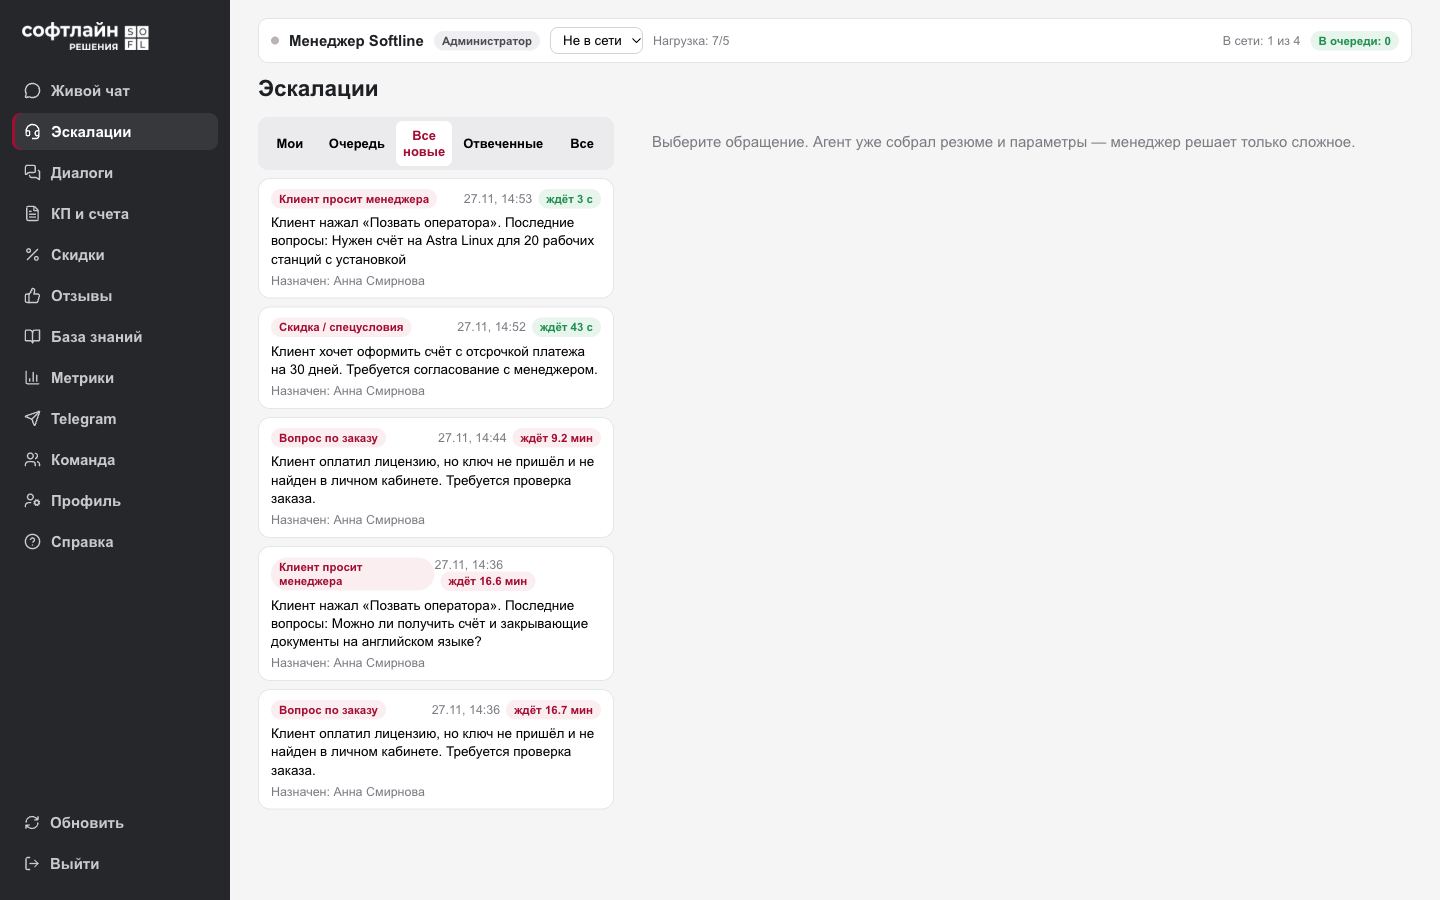 софтлайн
РЕШЕНИЯ
SO
FL
Живой чат
Эскалации
Диалоги
КП и счета
Скидки
Отзывы
База знаний
Метрики
Telegram
Команда
Профиль
Справка
Обновить
Выйти
Менеджер Softline Администратор Не в сети Нагрузка: 7/5 В сети: 1 из 4 В очереди: 0
Эскалации
Мои Очередь Все новые Отвеченные Все
Клиент просит менеджера 27.11, 14:53 ждёт 3 с
Клиент нажал «Позвать оператора». Последние
вопросы: Нужен счёт на Astra Linux для 20 рабочих
станций с установкой
Назначен: Анна Смирнова
Скидка / спецусловия 27.11, 14:52 ждёт 43 с
Клиент хочет оформить счёт с отсрочкой платежа
на 30 дней. Требуется согласование с менеджером.
Назначен: Анна Смирнова
Вопрос по заказу 27.11, 14:44 ждёт 9.2 мин
Клиент оплатил лицензию, но ключ не пришёл и не
найден в личном кабинете. Требуется проверка
заказа.
Назначен: Анна Смирнова
Клиент просит
менеджера
27.11, 14:36
ждёт 16.6 мин
Клиент нажал «Позвать оператора». Последние
вопросы: Можно ли получить счёт и закрывающие
документы на английском языке?
Назначен: Анна Смирнова
Вопрос по заказу 27.11, 14:36 ждёт 16.7 мин
Клиент оплатил лицензию, но ключ не пришёл и не
найден в личном кабинете. Требуется проверка
заказа.
Назначен: Анна Смирнова
Выберите обращение. Агент уже собрал резюме и параметры — менеджер решает только сложное.